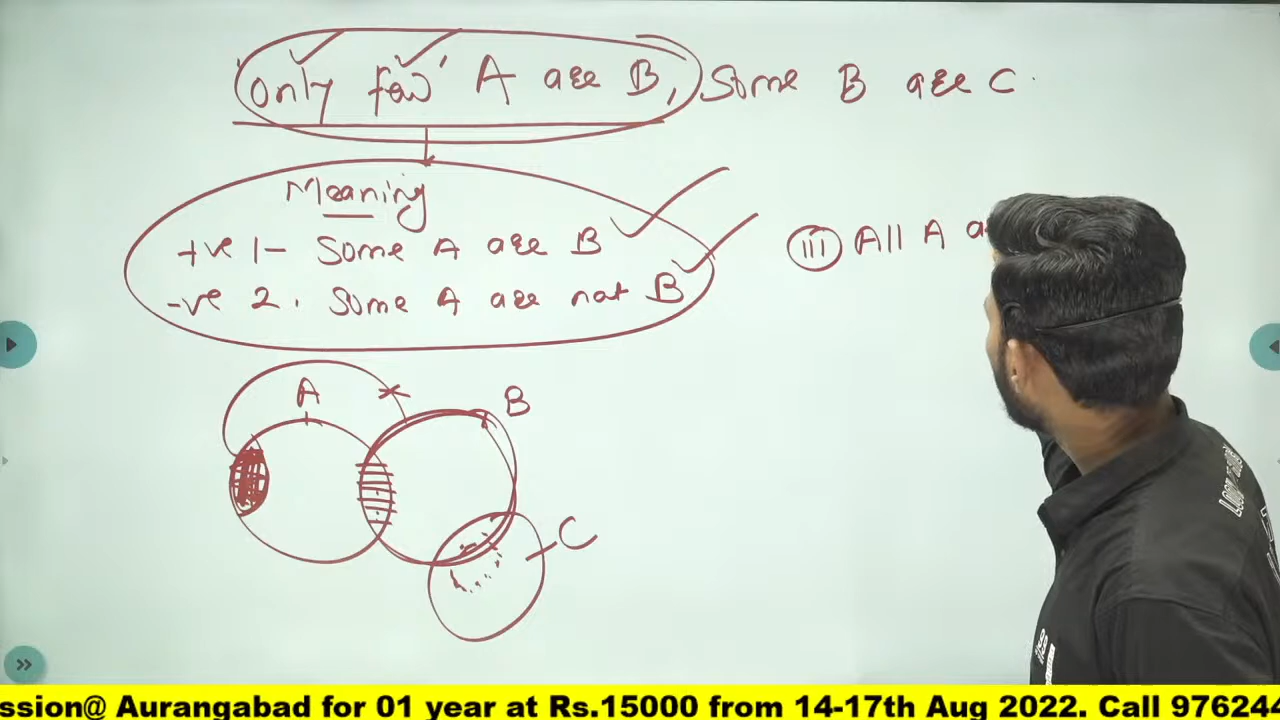 only few A are B, Some B are C
Meaning
+ve 1- Some A are B
-ve 2. Some A are not B
(iii) All A a
A
B
C
ssion@ Aurangabad for 01 year at Rs.15000 from 14-17th Aug 2022. Call 976244